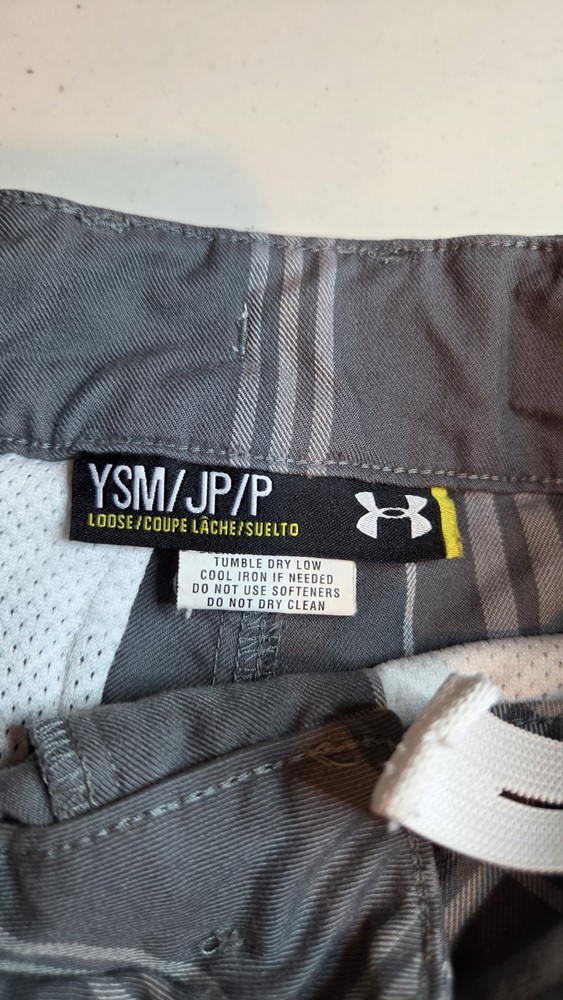 YSM/JP/P
LOOSE/COUPE LÂCHE/SUELTO
TUMBLE DRY LOW
COOL IRON IF NEEDED
DO NOT USE SOFTENERS
DO NOT DRY CLEAN